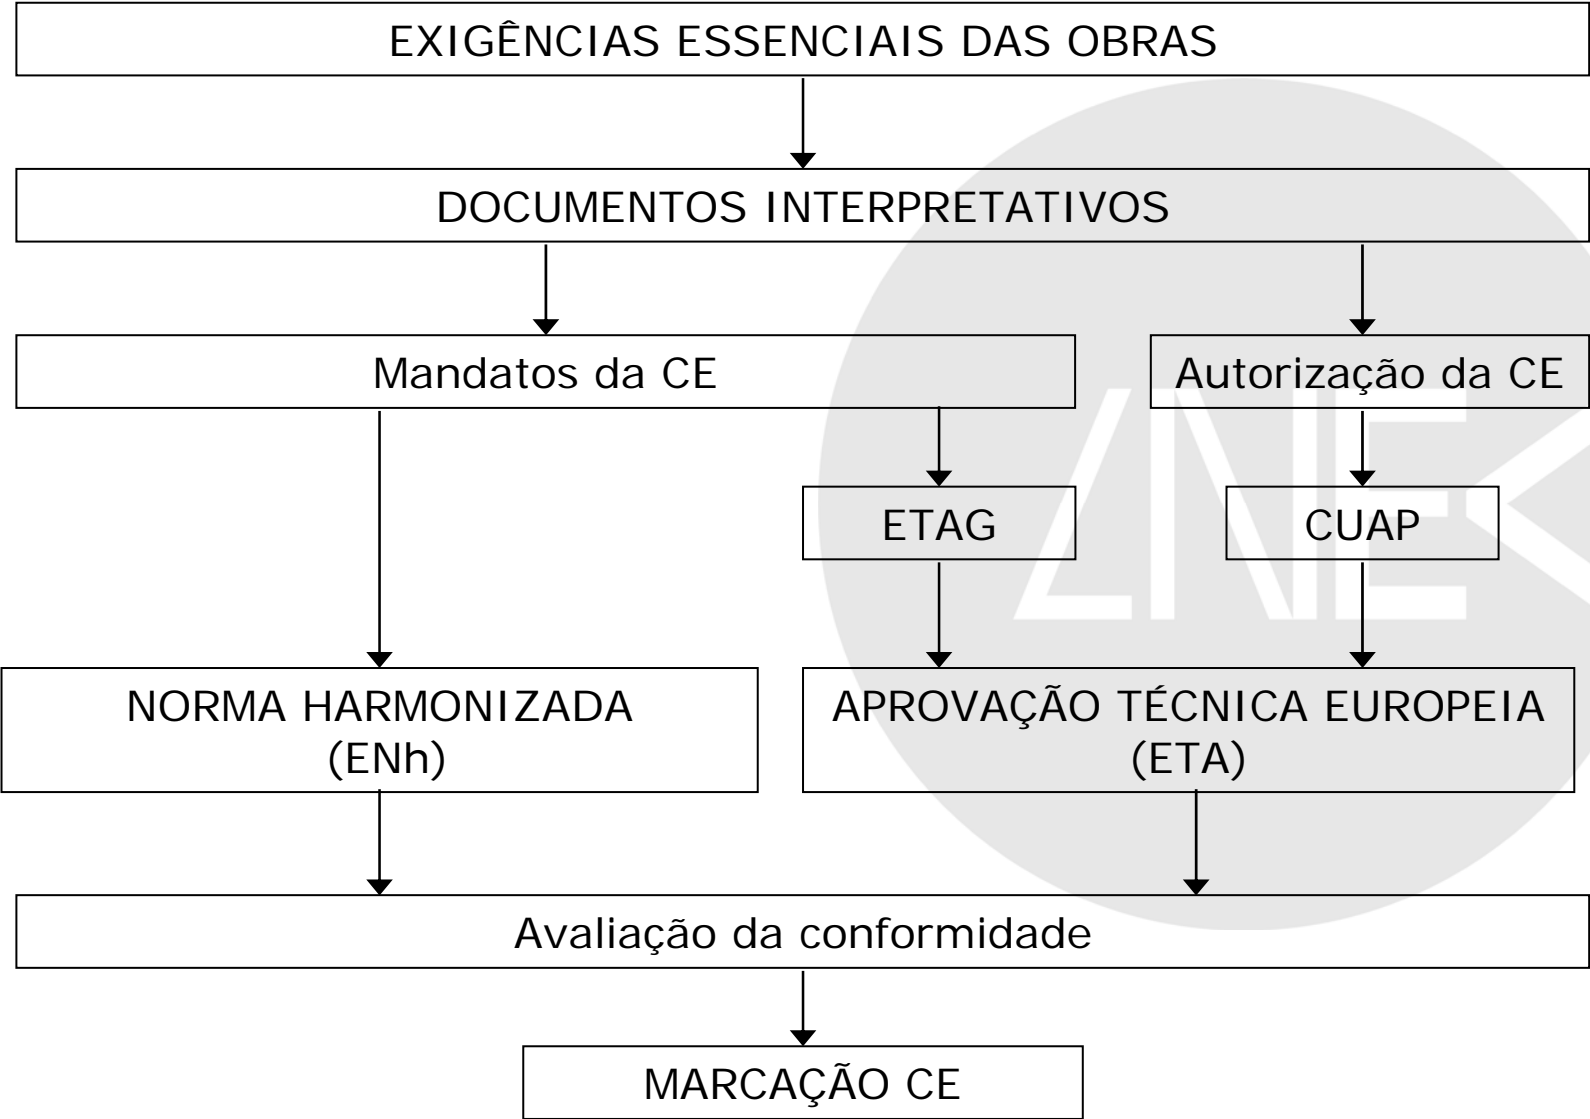 EXIGÊNCIAS ESSENCIAIS DAS OBRAS
DOCUMENTOS INTERPRETATIVOS
Mandatos da CE
Autorização da CE
ETAG
CUAP
NORMA HARMONIZADA
(ENh)
APROVAÇÃO TÉCNICA EUROPEIA
(ETA)
Avaliação da conformidade
MARCAÇÃO CE